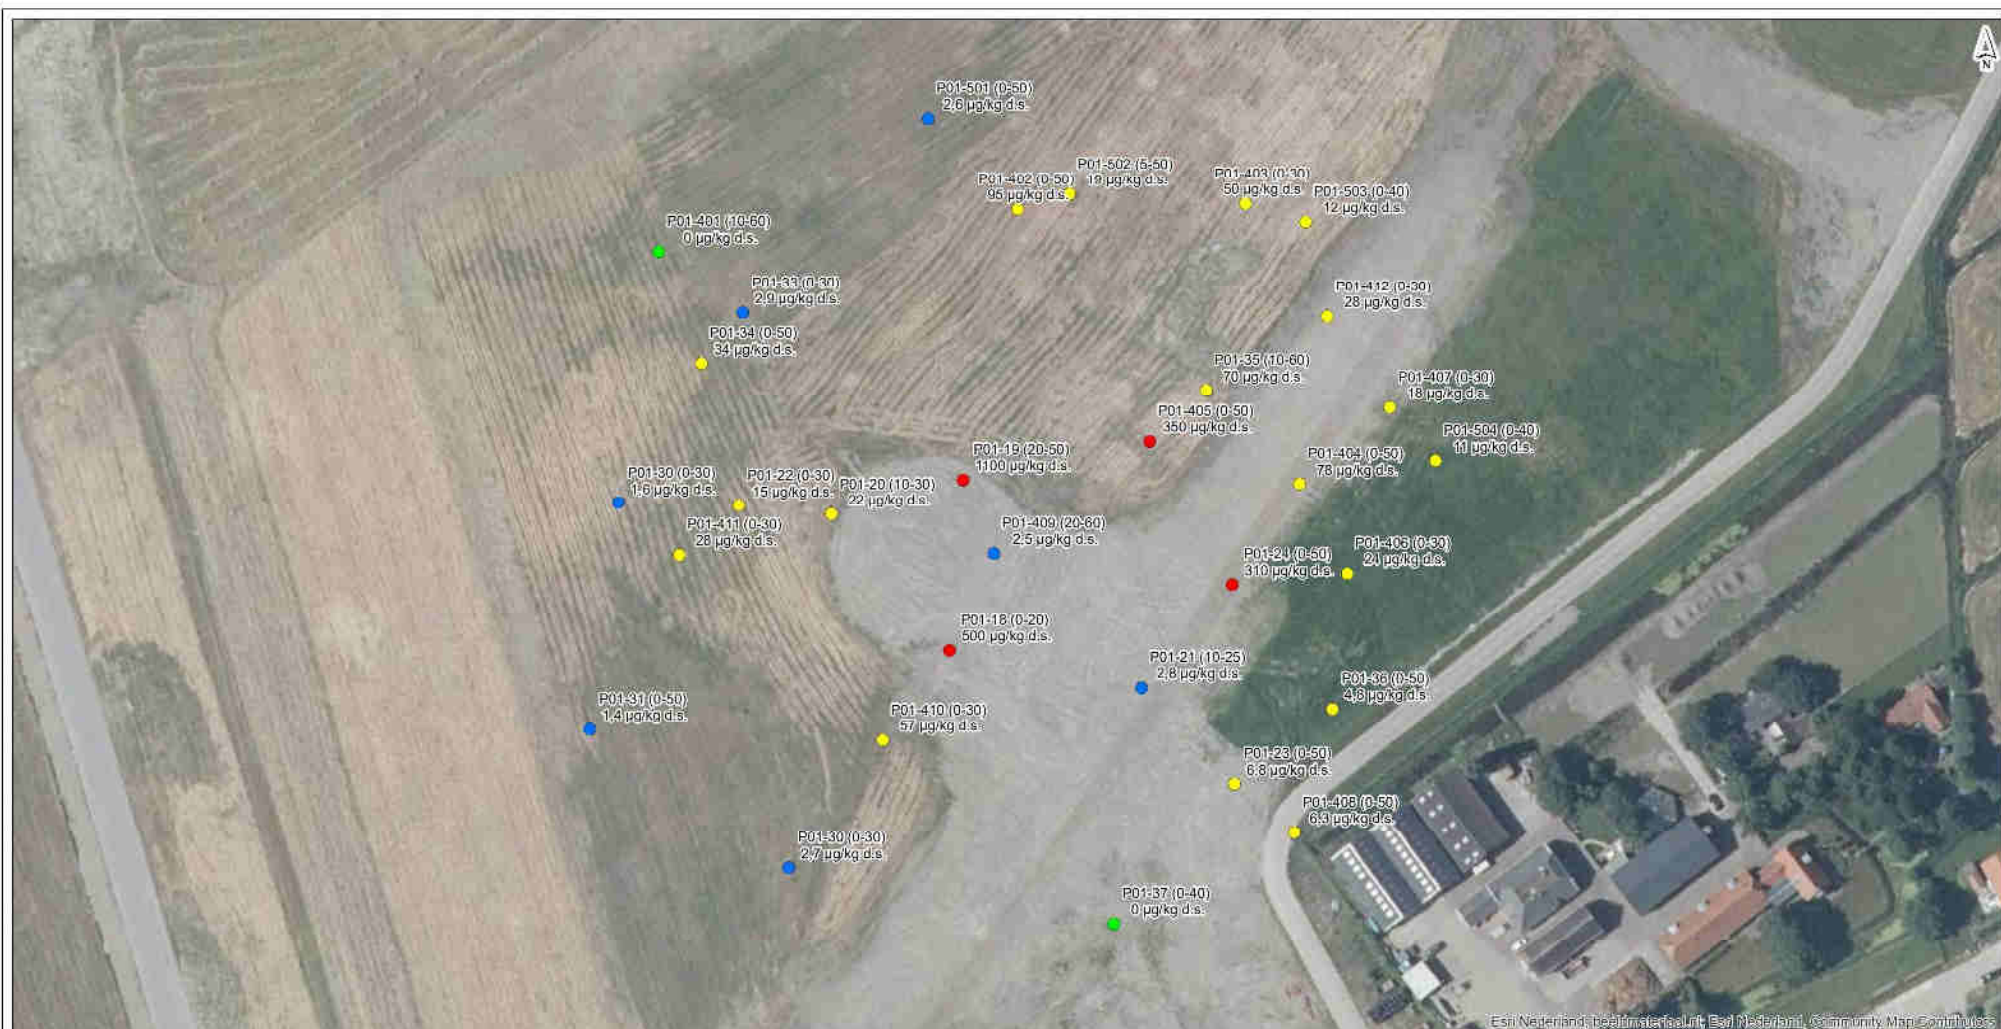 N
P01-501 (0-50)
2,6 µg/kg d.s.
P01-502 (5-50)
19 µg/kg d.s.
P01-402 (0-50)
95 µg/kg d.s.
P01-403 (0-30)
50 µg/kg d.s.
P01-503 (0-40)
12 µg/kg d.s.
P01-401 (10-60)
0 µg/kg d.s.
P01-33 (0-30)
2,9 µg/kg d.s.
P01-412 (0-30)
28 µg/kg d.s.
P01-34 (0-50)
34 µg/kg d.s.
P01-35 (10-60)
70 µg/kg d.s.
P01-407 (0-30)
18 µg/kg d.s.
P01-405 (0-50)
350 µg/kg d.s.
P01-504 (0-40)
11 µg/kg d.s.
P01-19 (20-50)
1100 µg/kg d.s.
P01-404 (0-50)
78 µg/kg d.s.
P01-30 (0-30)
1,6 µg/kg d.s.
P01-22 (0-30)
15 µg/kg d.s.
P01-20 (10-30)
22 µg/kg d.s.
P01-411 (0-30)
28 µg/kg d.s.
P01-409 (20-60)
2,5 µg/kg d.s.
P01-24 (0-50)
310 µg/kg d.s.
P01-406 (0-30)
24 µg/kg d.s.
P01-18 (0-20)
500 µg/kg d.s.
P01-21 (10-25)
2,8 µg/kg d.s.
P01-36 (0-50)
4,8 µg/kg d.s.
P01-31 (0-50)
1,4 µg/kg d.s.
P01-410 (0-30)
57 µg/kg d.s.
P01-23 (0-50)
6,8 µg/kg d.s.
P01-408 (0-50)
6,3 µg/kg d.s.
P01-30 (0-30)
2,7 µg/kg d.s.
P01-37 (0-40)
0 µg/kg d.s.
Esri Nederland, beeldmateriaal.nl, Esri Nederland, Community Map Contributors